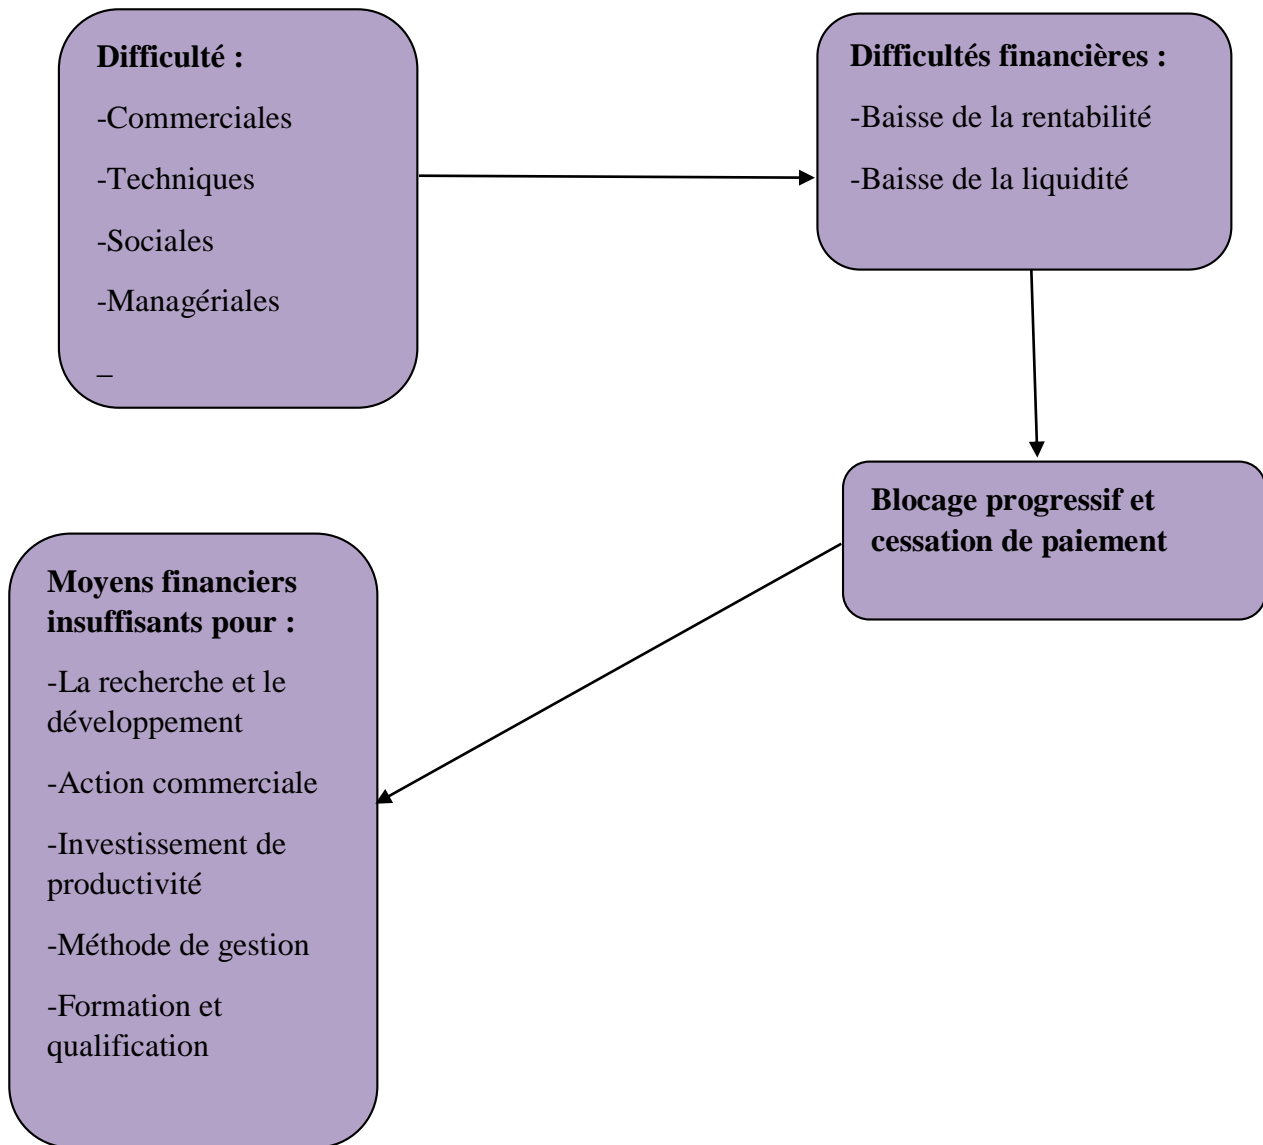 Difficulté :
-Commerciales
-Techniques
-Sociales
-Managériales
_
Difficultés financières :
-Baisse de la rentabilité
-Baisse de la liquidité
Blocage progressif et
cessation de paiement
Moyens financiers
insuffisants pour :
-La recherche et le
développement
-Action commerciale
-Investissement de
productivité
-Méthode de gestion
-Formation et
qualification